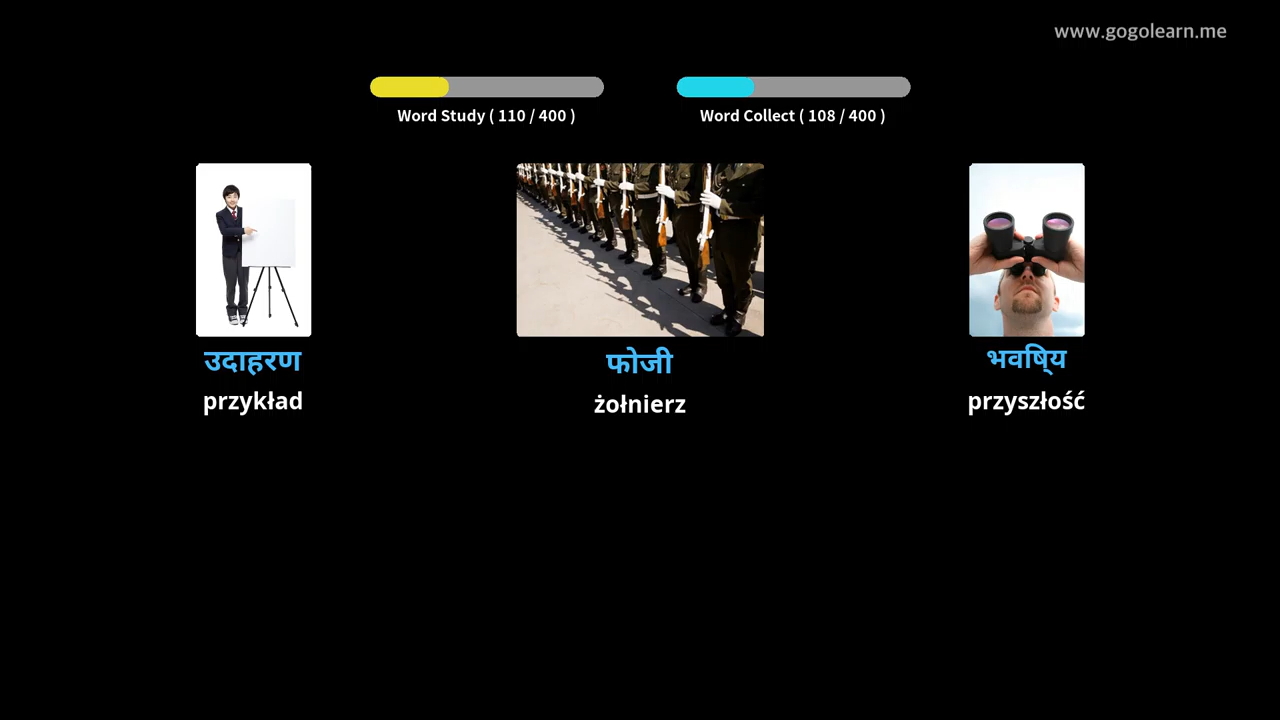 www.gogolearn.me
Word Study ( 110 / 400 )
Word Collect ( 108 / 400 )
उदाहरण
फोजी
भविष्य
przykład
żołnierz
przyszłość